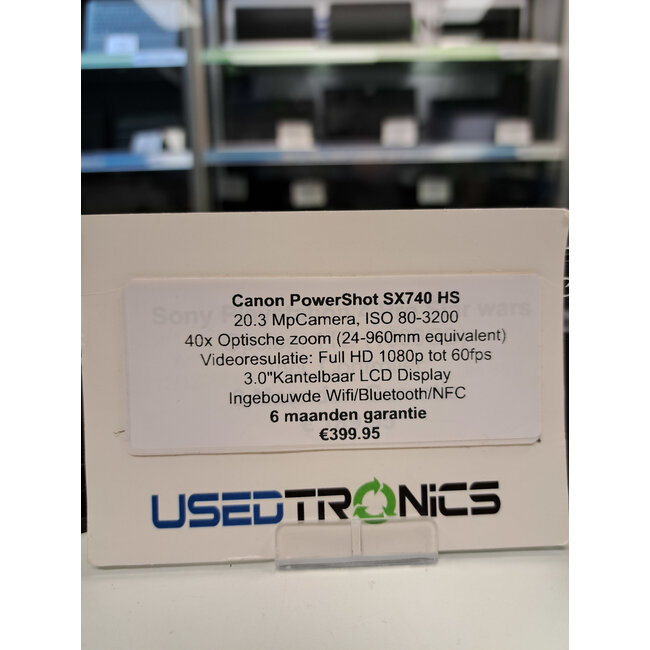 Canon PowerShot SX740 HS
20.3 MpCamera, ISO 80-3200
40x Optische zoom (24-960mm equivalent)
Videoresulatie: Full HD 1080p tot 60fps
3.0"Kantelbaar LCD Display
Ingebouwde Wifi/Bluetooth/NFC
6 maanden garantie
€399.95
USEDTRONiCS